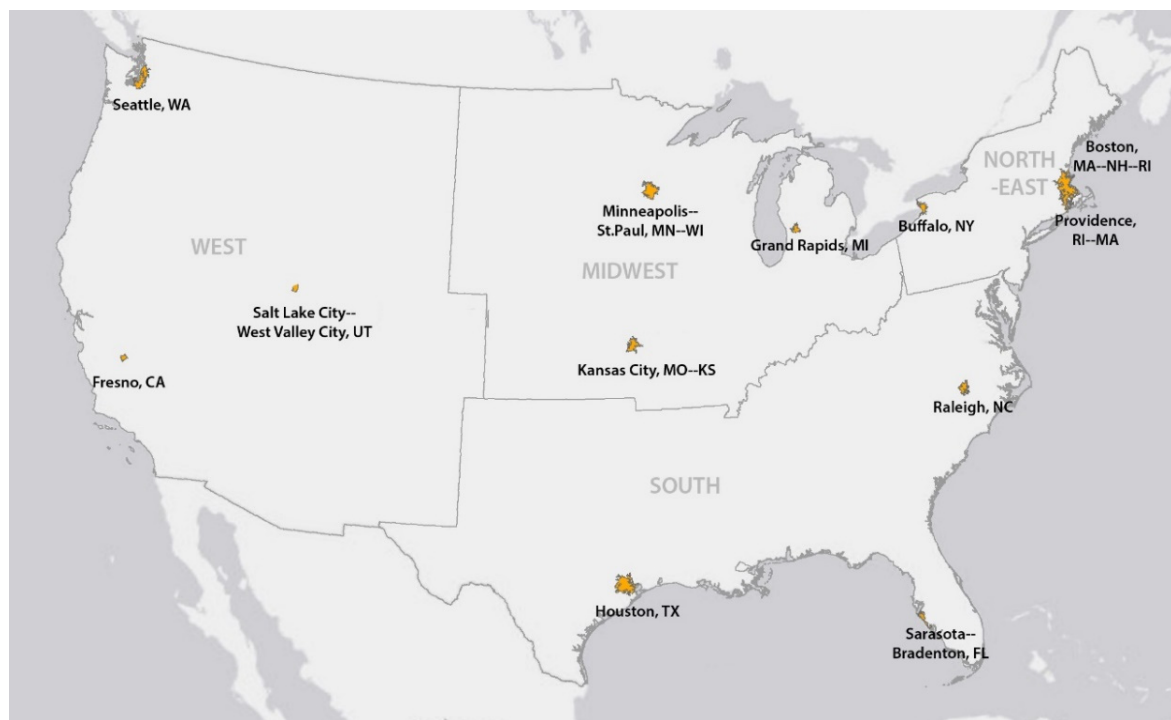 Seattle, WA
NORTH
-EAST
Boston,
MA--NH--RI
Minneapolis--
St.Paul, MN--WI
Grand Rapids, MI
Buffalo, NY
Providence,
RI--MA
WEST
MIDWEST
Salt Lake City--
West Valley City, UT
Fresno, CA
Kansas City, MO--KS
Raleigh, NC
SOUTH
Houston, TX
Sarasota--
Bradenton, FL